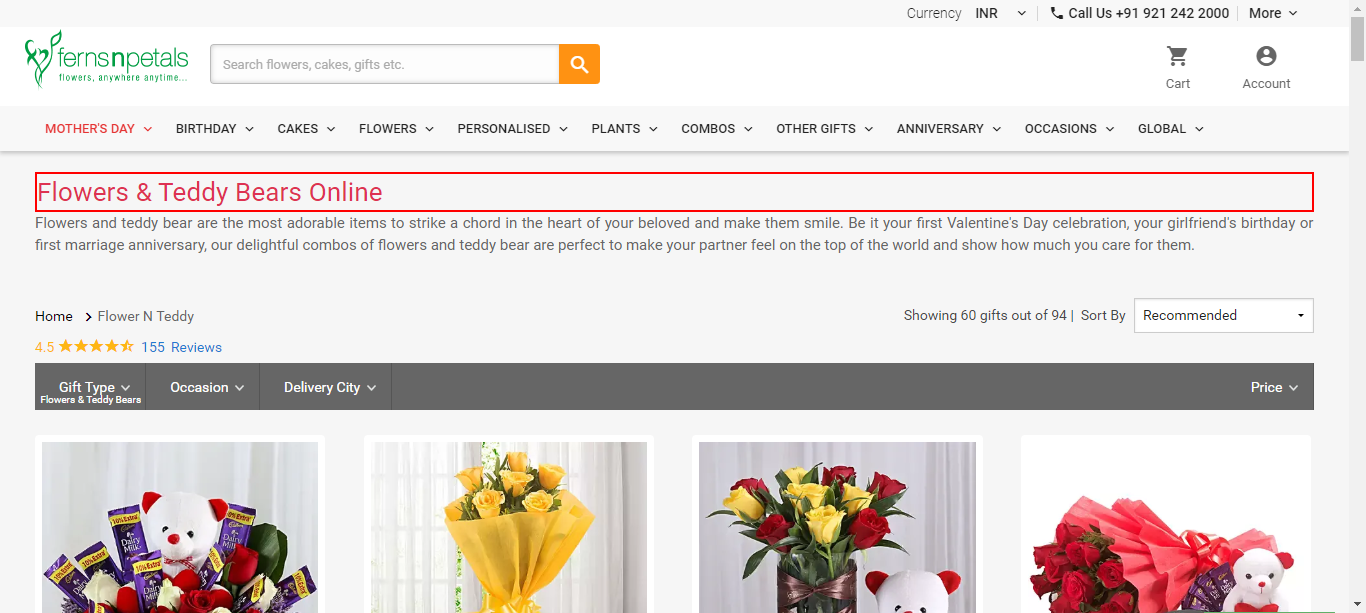 Currency INR Call Us +91 921 242 2000 More
fernsnpetals
flowers, anywhere anytime...
Search flowers, cakes, gifts etc.
Cart
Account
MOTHER'S DAY BIRTHDAY CAKES FLOWERS PERSONALISED PLANTS COMBOS OTHER GIFTS ANNIVERSARY OCCASIONS GLOBAL
Flowers & Teddy Bears Online
Flowers and teddy bear are the most adorable items to strike a chord in the heart of your beloved and make them smile. Be it your first Valentine's Day celebration, your girlfriend's birthday or
first marriage anniversary, our delightful combos of flowers and teddy bear are perfect to make your partner feel on the top of the world and show how much you care for them.
Home Flower N Teddy
Showing 60 gifts out of 94 | Sort By Recommended
4.5 155 Reviews
Gift Type Occasion Delivery City Price
Flowers & Teddy Bears
10% Extra
Cadbury
Dairy Milk